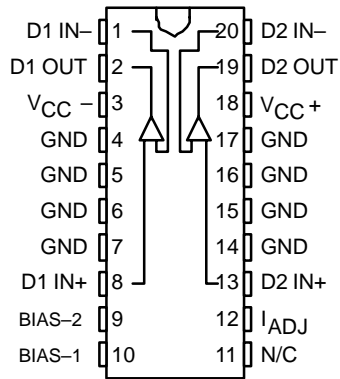 D1 IN– 1 20 D2 IN–
D1 OUT 2 19 D2 OUT
VCC – 3 18 VCC +
GND 4 17 GND
GND 5 16 GND
GND 6 15 GND
GND 7 14 GND
D1 IN+ 8 13 D2 IN+
BIAS–2 9 12 IADJ
BIAS–1 10 11 N/C